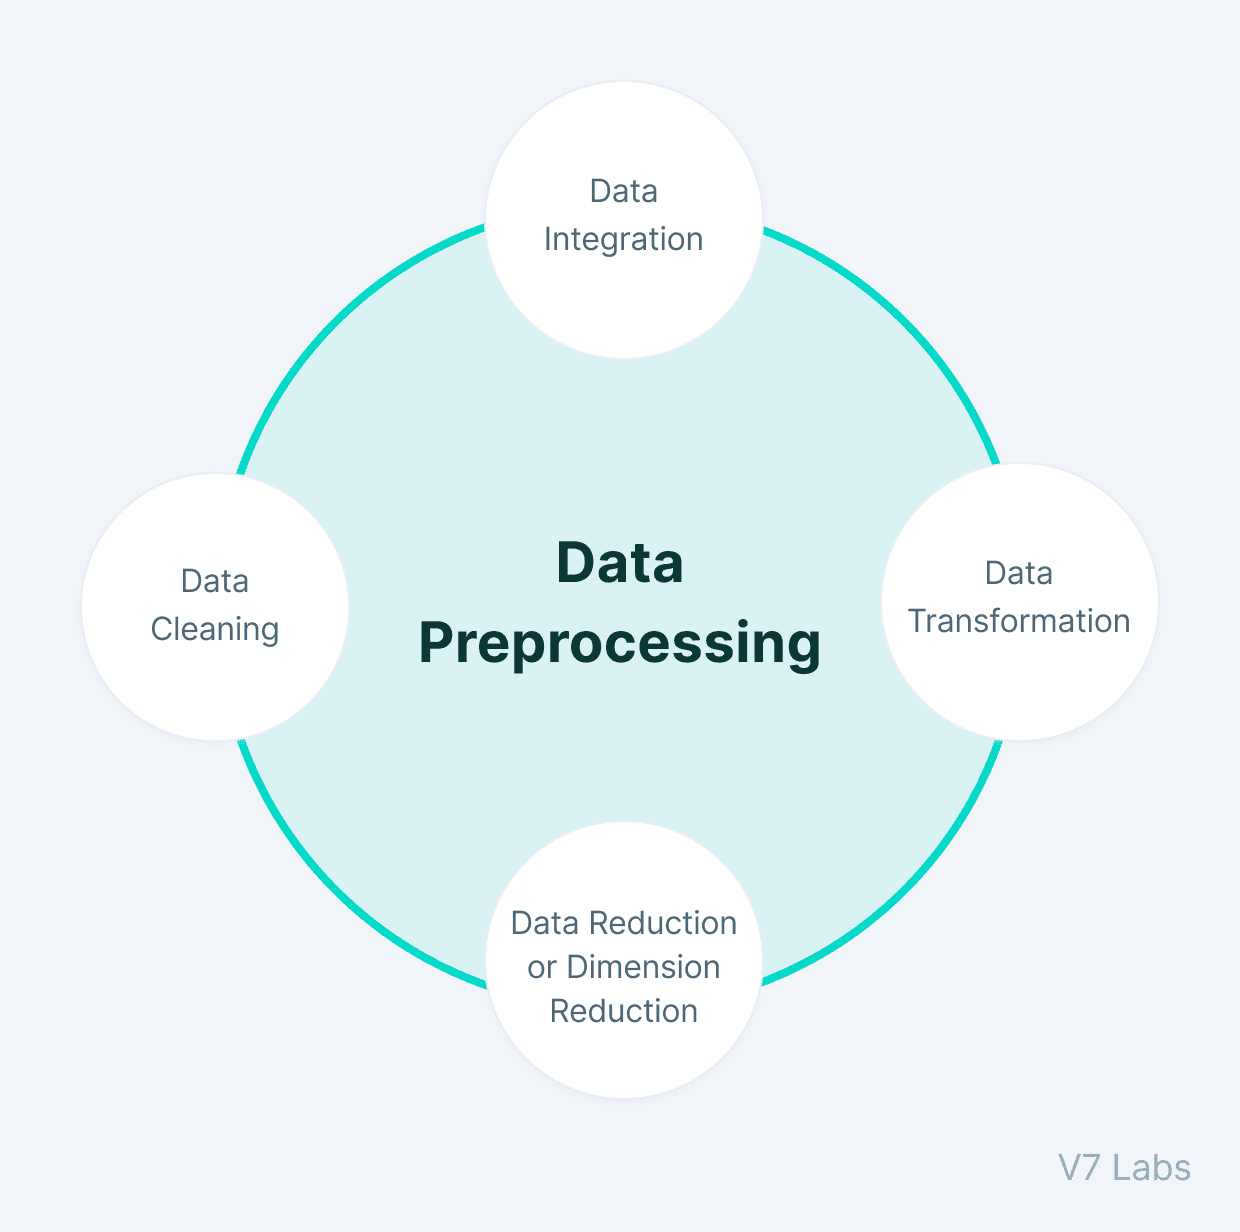 Data
Integration
Data
Cleaning
Data
Preprocessing
Data
Transformation
Data Reduction
or Dimension
Reduction
V7 Labs